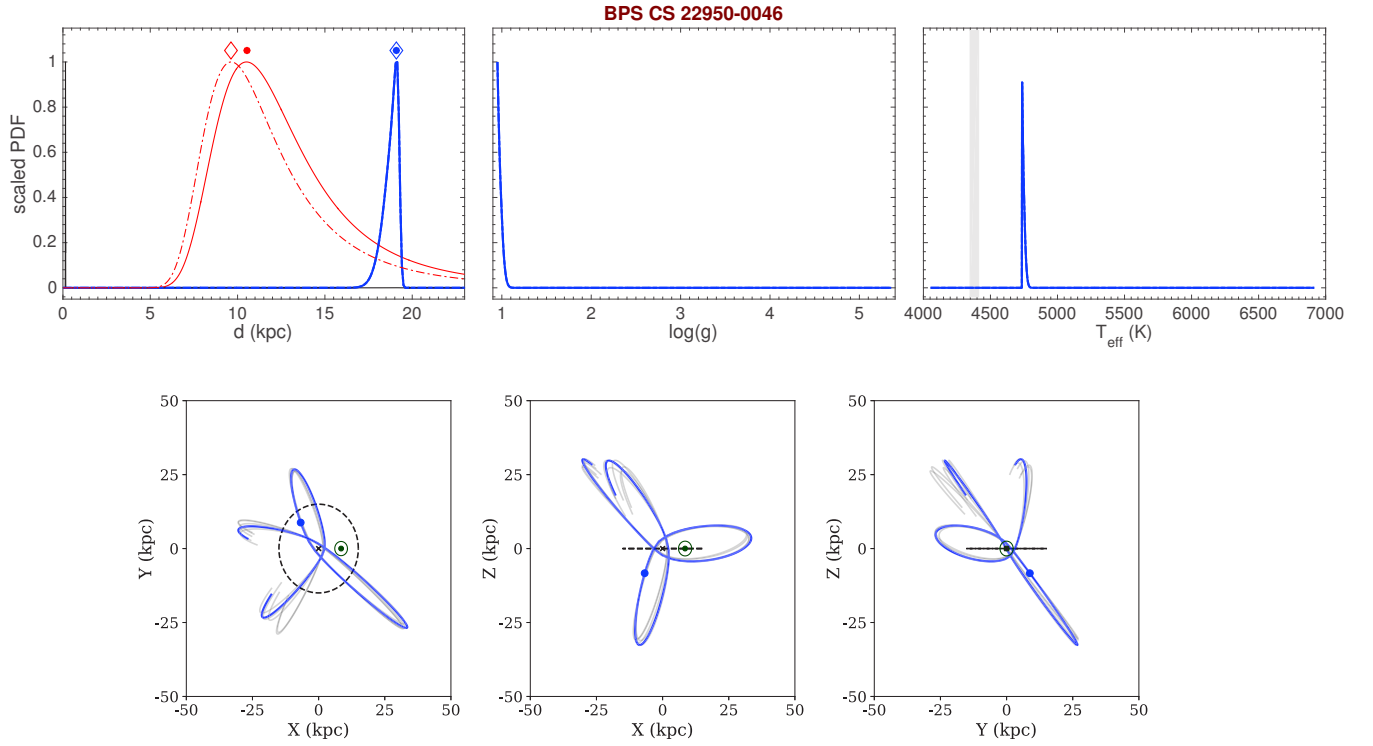 BPS CS 22950-0046
scaled PDF
1
0.8
0.6
0.4
0.2
0
0 5 10 15 20
d (kpc)
1 2 3 4 5
log(g)
4000 4500 5000 5500 6000 6500 7000
T_eff (K)
Y (kpc)
50
25
0
-25
-50
-50 -25 0 25 50
X (kpc)
Z (kpc)
50
25
0
-25
-50
-50 -25 0 25 50
X (kpc)
Z (kpc)
50
25
0
-25
-50
-50 -25 0 25 50
Y (kpc)